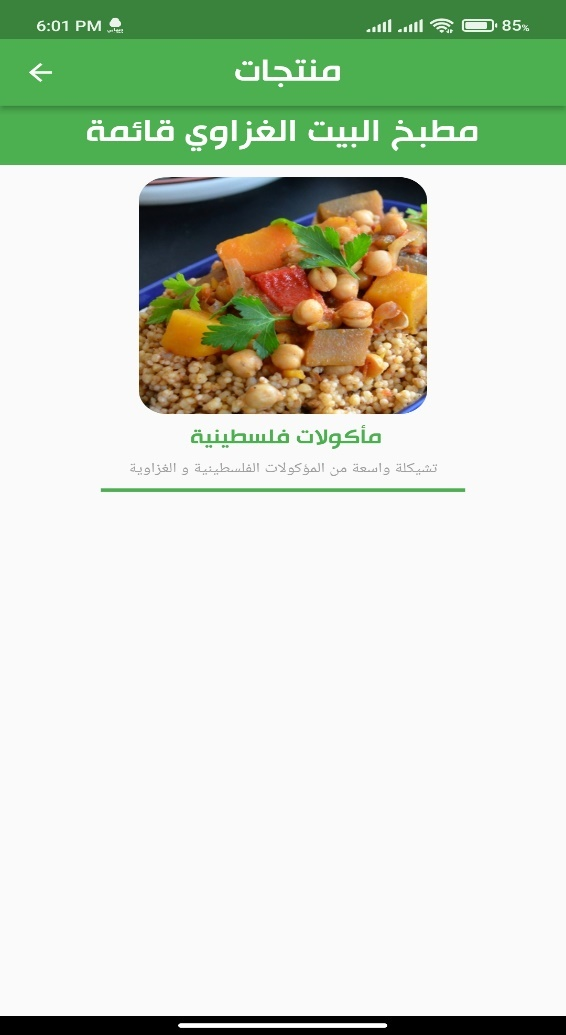 6:01 PM
85%
منتجات
مطبخ البيت الغزاوي قائمة
مأكولات فلسطينية
تشيكلة واسعة من المؤكولات الفلسطينية و الغزاوية